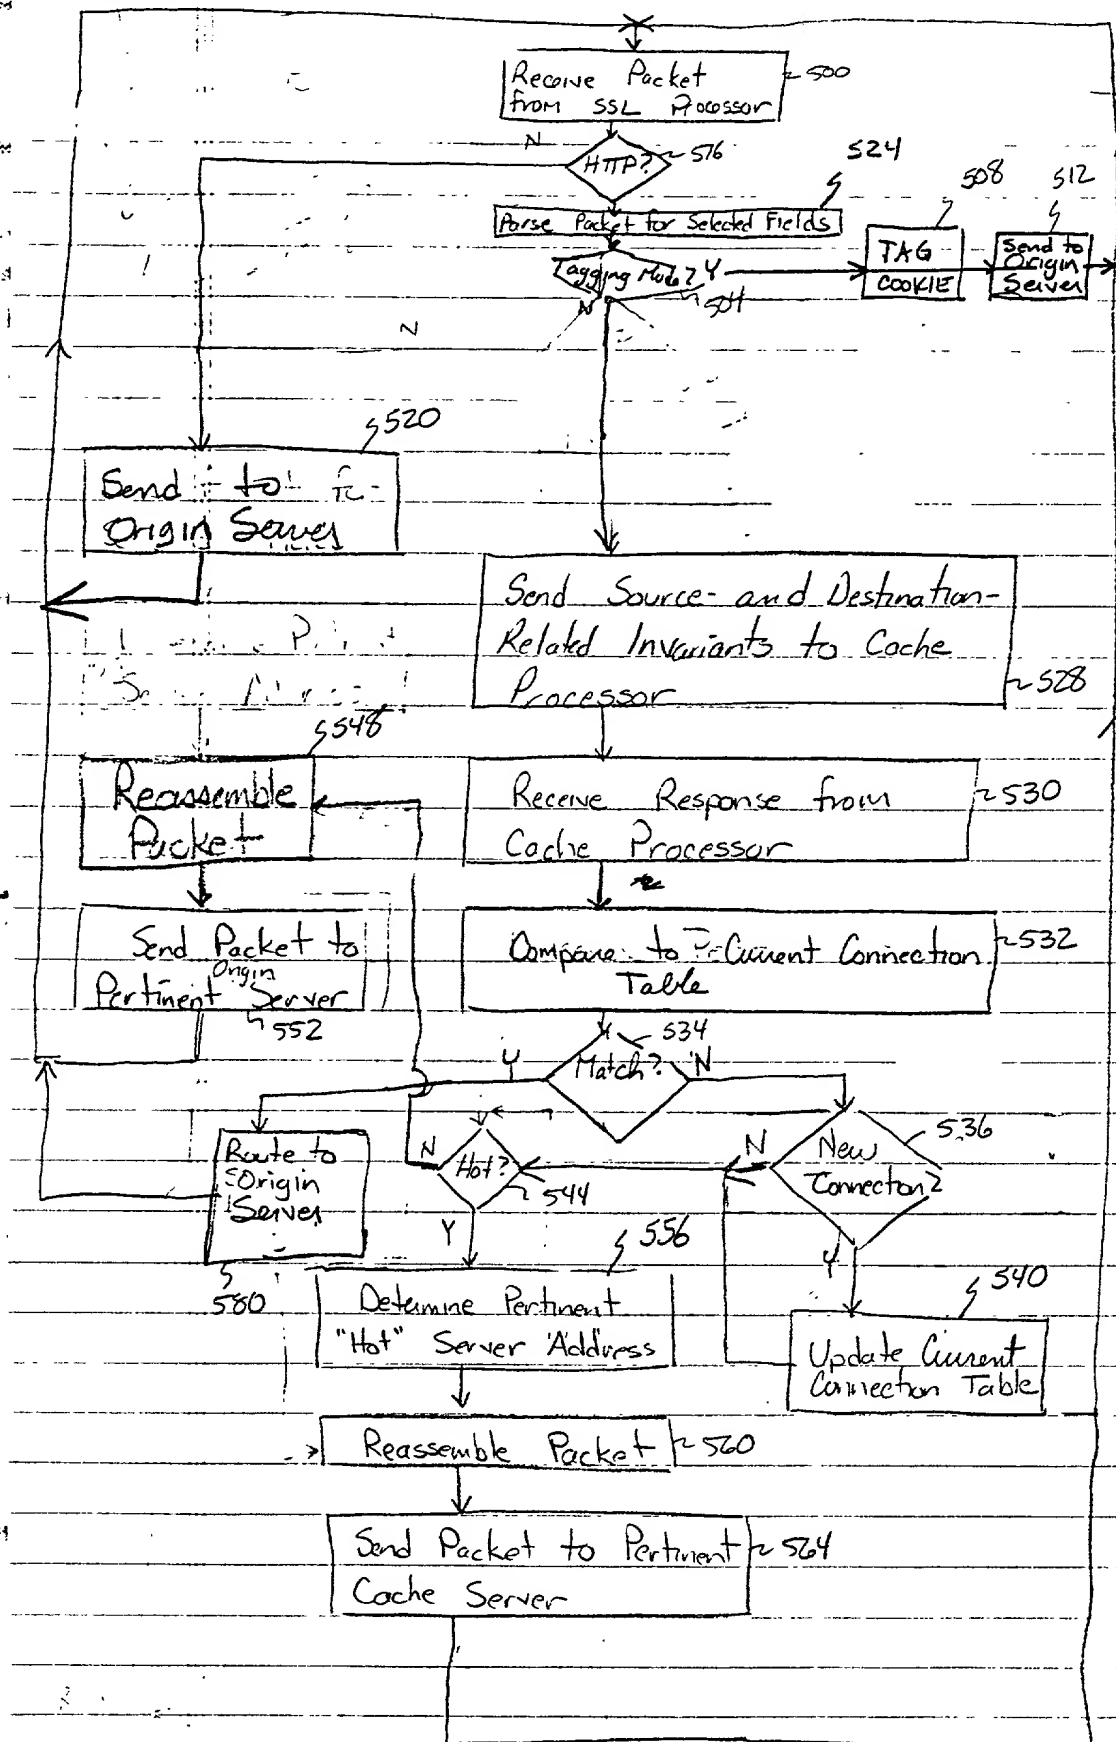 Receive Packet
from SSL Processor
500
N
HTTP?
516
524
508
512
Parse Packet for Selected Fields
Tagging Mode?
Y
504
N
TAG
COOKIE
Send to
Origin
Server
N
520
Send to
Origin Server
Send Source- and Destination-
Related Invariants to Cache
Processor
528
548
Reassemble
Packet
Receive Response from
Cache Processor
530
Send Packet to
Origin
Pertinent Server
552
Compare to Current Connection
Table
532
534
Match?
Y
N
536
New
Connection?
N
Y
Route to
Origin
Server
580
Hot?
N
544
Y
556
Determine Pertinent
"Hot" Server Address
540
Update Current
Connection Table
Reassemble Packet
560
Send Packet to Pertinent
Cache Server
564